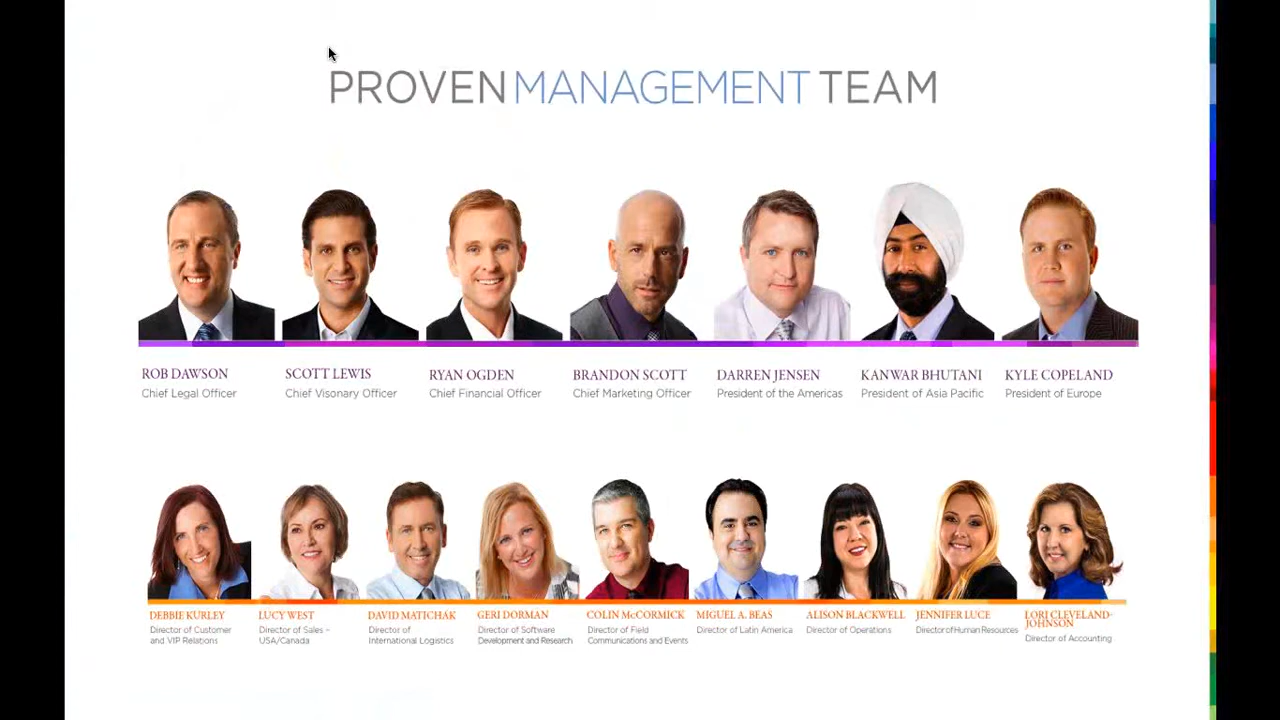 PROVEN MANAGEMENT TEAM
ROB DAWSON
Chief Legal Officer
SCOTT LEWIS
Chief Visonary Officer
RYAN OGDEN
Chief Financial Officer
BRANDON SCOTT
Chief Marketing Officer
DARREN JENSEN
President of the Americas
KANWAR BHUTANI
President of Asia Pacific
KYLE COPELAND
President of Europe
DEBBIE KURLEY
Director of Customer
and VIP Relations
LUCY WEST
Director of Sales –
USA/Canada
DAVID MATICHÁK
Director of
International Logistics
GERI DORMAN
Director of Software
Development and Research
COLIN McCORMICK
Director of Field
Communications and Events
MIGUEL A. BEAS
Director of Latin America
ALISON BLACKWELL
Director of Operations
JENNIFER LUCE
Director of Human Resources
LORI CLEVELAND-
JOHNSON
Director of Accounting